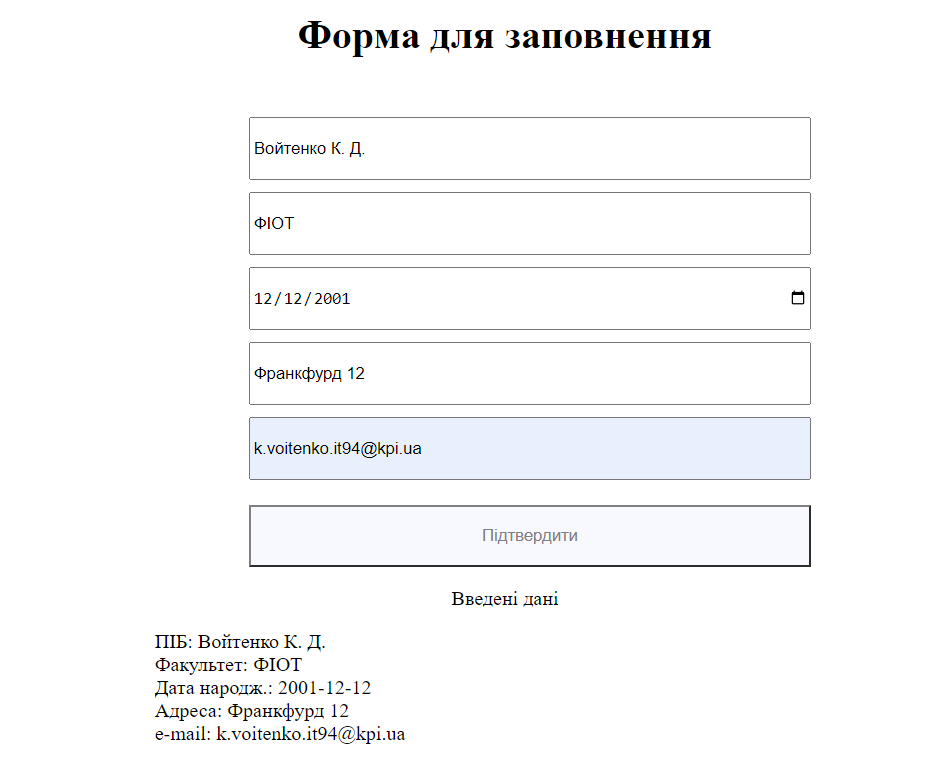 Форма для заповнення
Войтенко К. Д.
ФІОТ
12/12/2001
Франкфурд 12
k.voitenko.it94@kpi.ua
Підтвердити
Введені дані
ПІБ: Войтенко К. Д.
Факультет: ФІОТ
Дата народж.: 2001-12-12
Адреса: Франкфурд 12
e-mail: k.voitenko.it94@kpi.ua